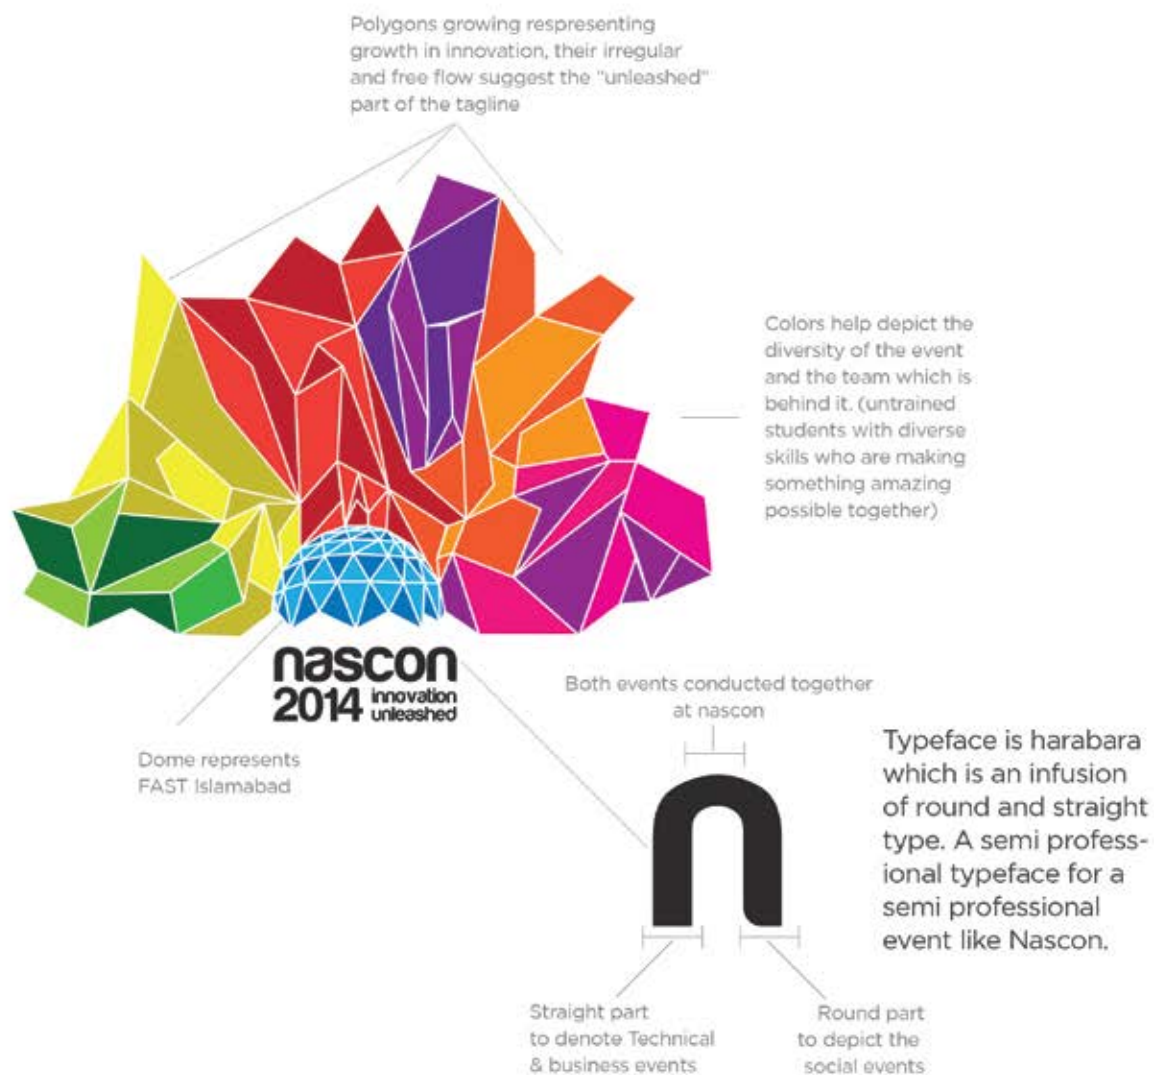 Polygons growing respresenting
growth in innovation, their irregular
and free flow suggest the "unleashed"
part of the tagline
Colors help depict the
diversity of the event
and the team which is
behind it. (untrained
students with diverse
skills who are making
something amazing
possible together)
nascon
2014 innovation
unleashed
Dome represents
FAST Islamabad
Both events conducted together
at nascon
n
Typeface is harabara
which is an infusion
of round and straight
type. A semi profess-
ional typeface for a
semi professional
event like Nascon.
Straight part
to denote Technical
& business events
Round part
to depict the
social events